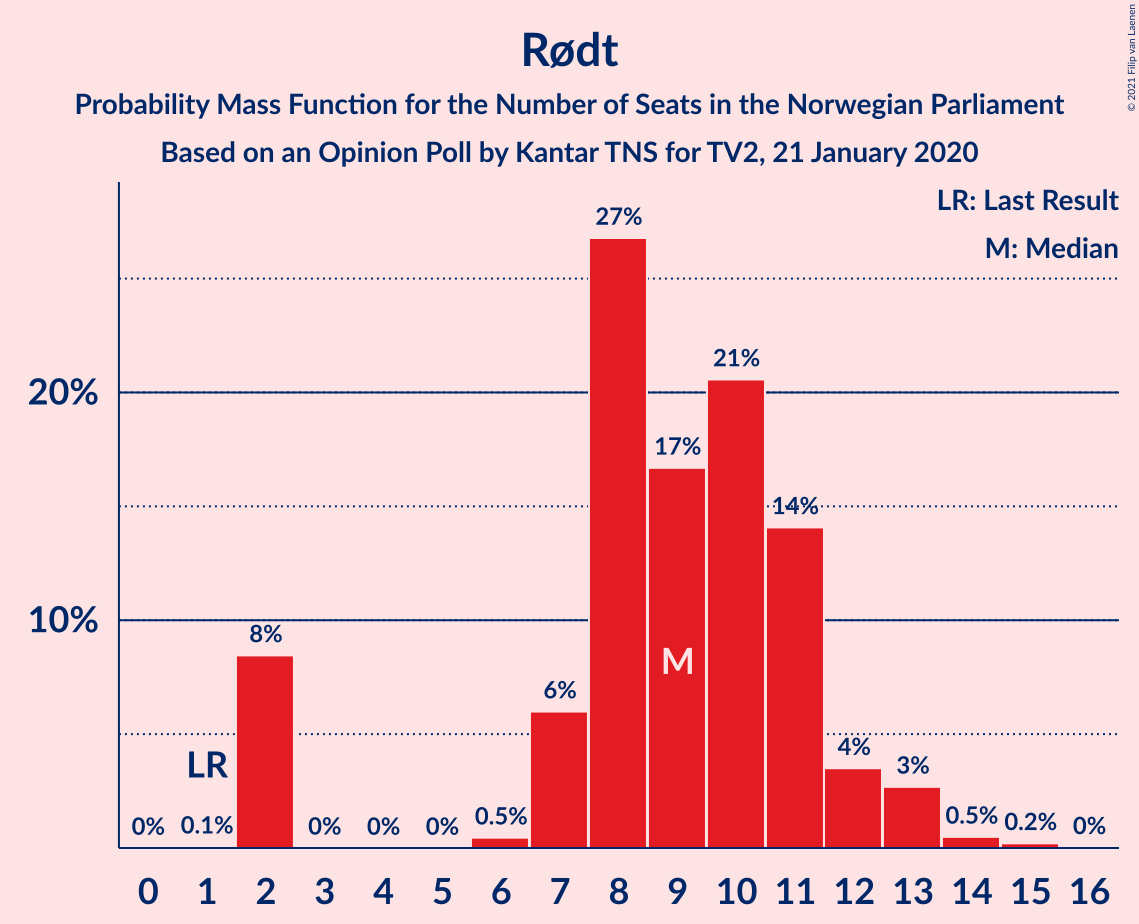 Rødt
Probability Mass Function for the Number of Seats in the Norwegian Parliament
Based on an Opinion Poll by Kantar TNS for TV2, 21 January 2020
© 2021 Filip van Laenen
LR: Last Result
M: Median
20%
10%
0% 0.1% 8% 0% 0% 0% 0.5% 6% 27% 17% 21% 14% 4% 3% 0.5% 0.2% 0%
LR
M
0 1 2 3 4 5 6 7 8 9 10 11 12 13 14 15 16